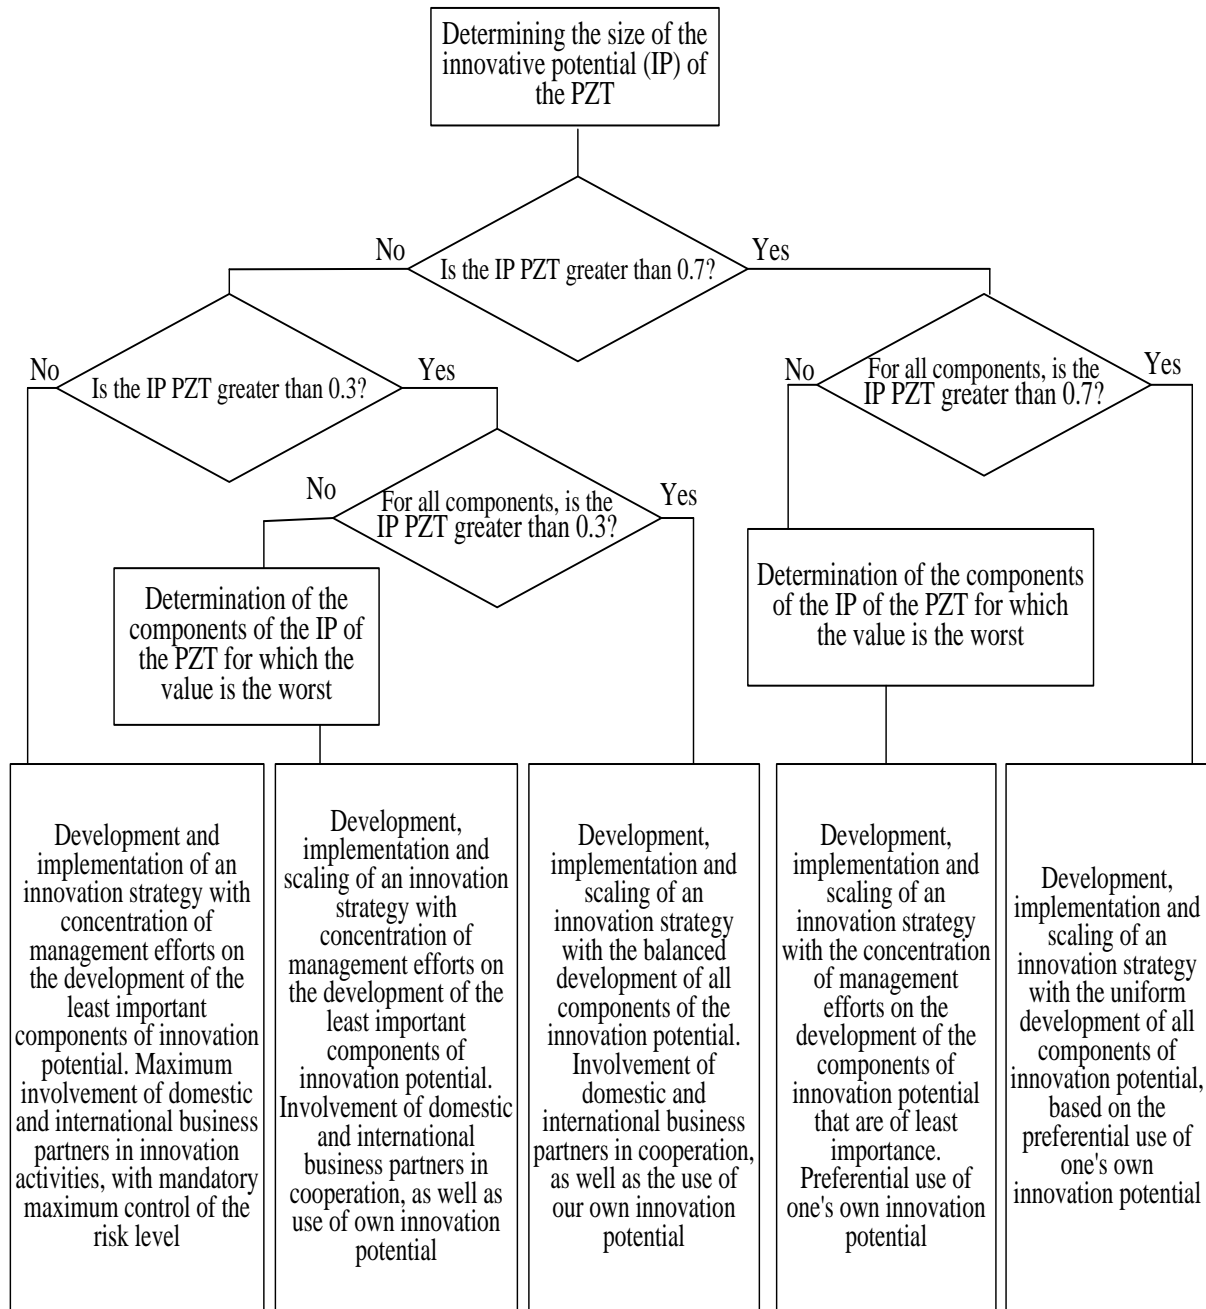 Determining the size of the
innovative potential (IP) of
the PZT
No
Yes
Is the IP PZT greater than 0.7?
No
Yes
Is the IP PZT greater than 0.3?
No
Yes
For all components, is the
IP PZT greater than 0.7?
No
Yes
For all components, is the
IP PZT greater than 0.3?
Determination of the
components of the IP of
the PZT for which the
value is the worst
Determination of the components
of the IP of the PZT for which
the value is the worst
Development and
implementation of an
innovation strategy with
concentration of
management efforts on
the development of the
least important
components of innovation
potential. Maximum
involvement of domestic
and international business
partners in innovation
activities, with mandatory
maximum control of the
risk level
Development,
implementation and
scaling of an innovation
strategy with
concentration of
management efforts on
the development of the
least important
components of
innovation potential.
Involvement of domestic
and international
business partners in
cooperation, as well as
use of own innovation
potential
Development,
implementation and
scaling of an
innovation strategy
with the balanced
development of all
components of the
innovation potential.
Involvement of
domestic and
international business
partners in cooperation,
as well as the use of
our own innovation
potential
Development,
implementation and
scaling of an
innovation strategy
with the concentration
of management
efforts on the
development of the
components of
innovation potential
that are of least
importance.
Preferential use of
one's own innovation
potential
Development,
implementation and
scaling of an
innovation strategy
with the uniform
development of all
components of
innovation potential,
based on the
preferential use of
one's own
innovation potential